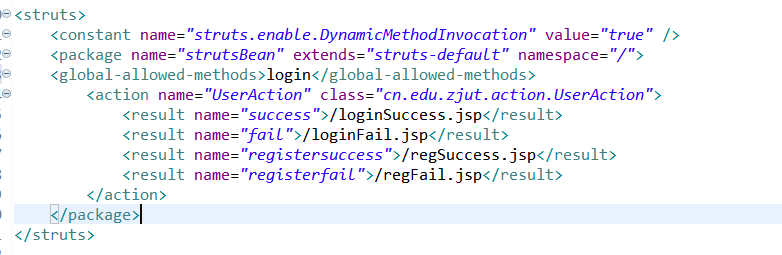 <struts>
<constant name="struts.enable.DynamicMethodInvocation" value="true" />
<package name="strutsBean" extends="struts-default" namespace="/">
<global-allowed-methods>login</global-allowed-methods>
<action name="UserAction" class="cn.edu.zjut.action.UserAction">
<result name="success">/loginSuccess.jsp</result>
<result name="fail">/loginFail.jsp</result>
<result name="registersuccess">/regSuccess.jsp</result>
<result name="registerfail">/regFail.jsp</result>
</action>
</package>
</struts>